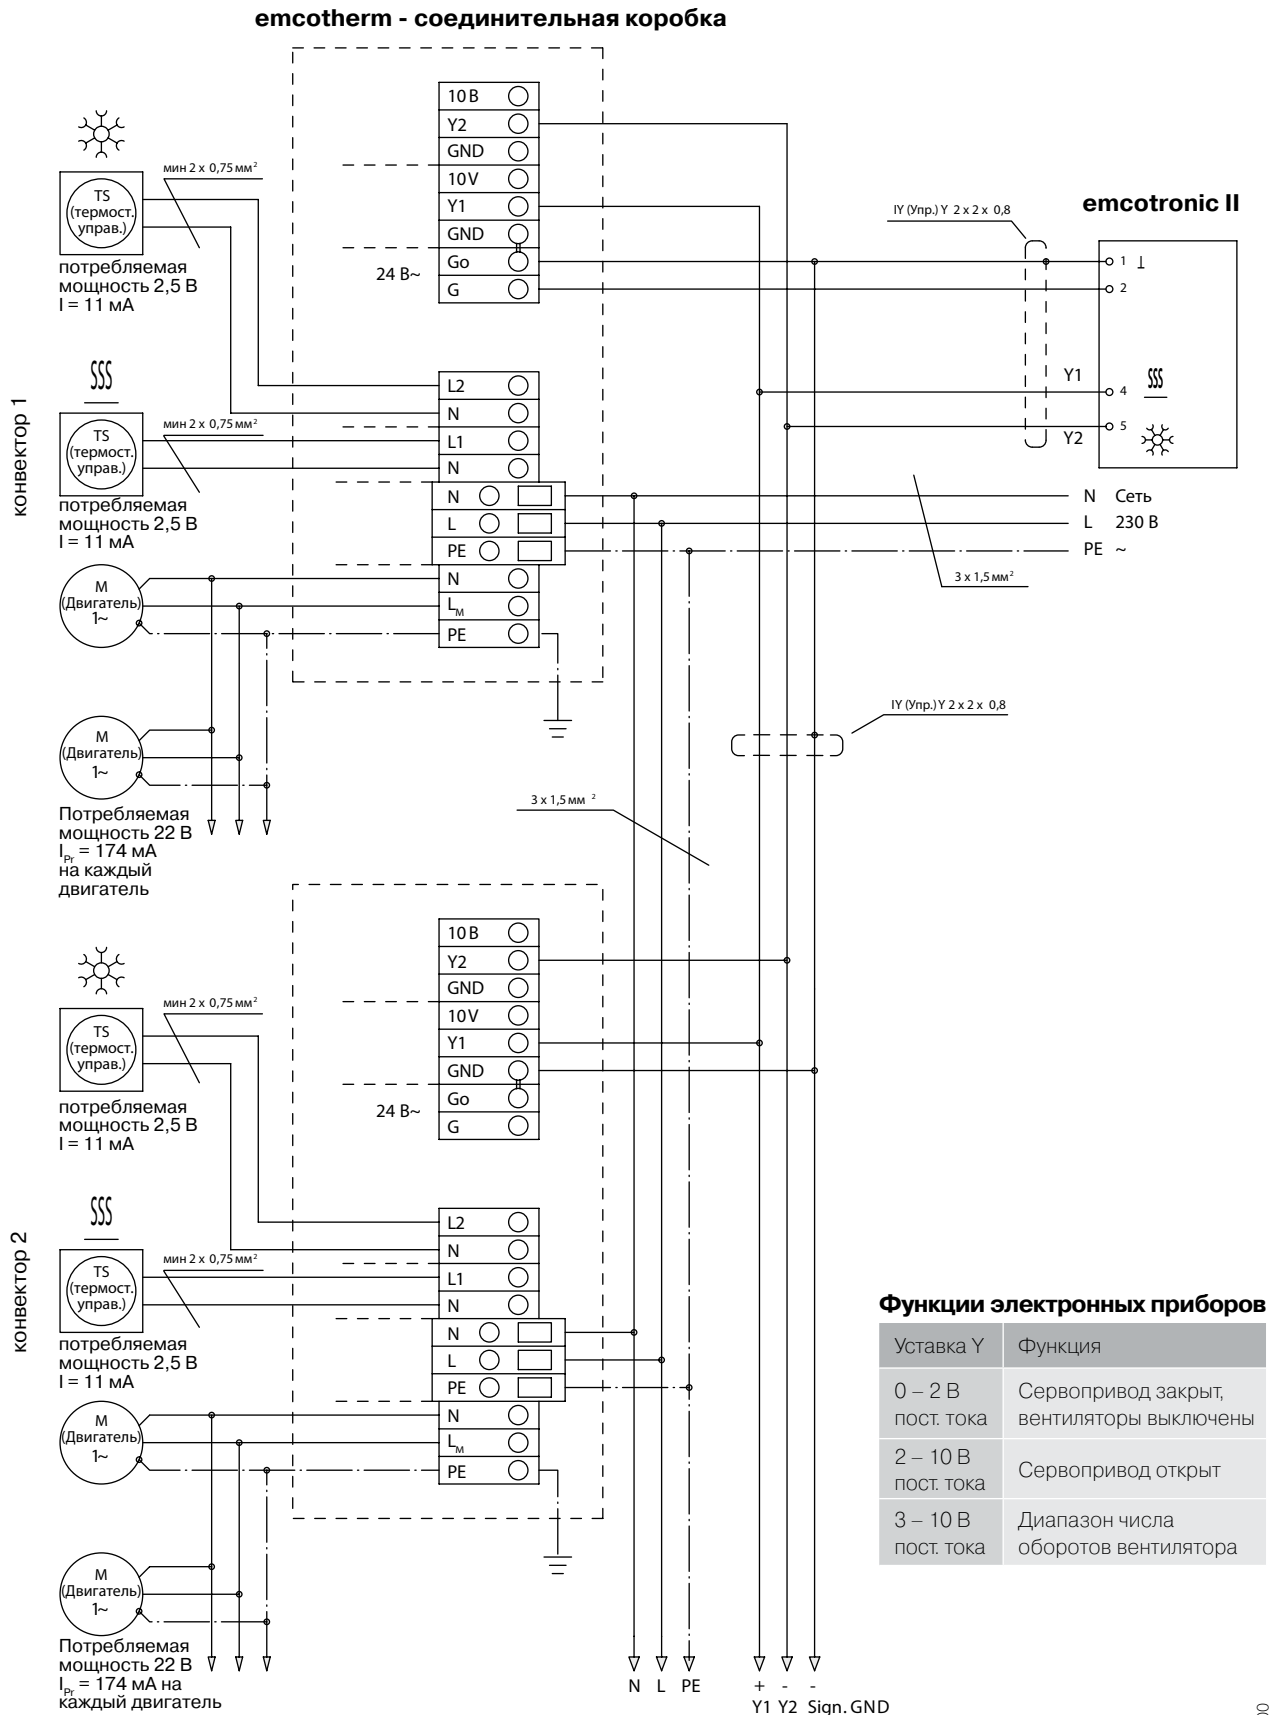 emcotherm - соединительная коробка
10 В
Y2
GND
10 V
Y1
GND
Go
G
24 В~
мин 2 x 0,75 мм²
TS
(термост.
управ.)
потребляемая
мощность 2,5 В
I = 11 мА
IY (Упр.) Y 2 x 2 x 0,8
emcotronic II
1 ⊥
2
Y1
4
5
Y2
конвектор 1
L2
N
L1
N
мин 2 x 0,75 мм²
TS
(термост.
управ.)
потребляемая
мощность 2,5 В
I = 11 мА
N
L
PE
N Сеть
L 230 В
PE ~
3 x 1,5 мм²
N
LM
PE
M
(Двигатель)
1~
M
(Двигатель)
1~
Потребляемая
мощность 22 В
IPr = 174 мА
на каждый
двигатель
IY (Упр.) Y 2 x 2 x 0,8
3 x 1,5 мм ²
10 В
Y2
GND
10 V
Y1
GND
Go
G
24 В~
мин 2 x 0,75 мм²
TS
(термост.
управ.)
потребляемая
мощность 2,5 В
I = 11 мА
конвектор 2
L2
N
L1
N
мин 2 x 0,75 мм²
TS
(термост.
управ.)
потребляемая
мощность 2,5 В
I = 11 мА
N
L
PE
N
LM
PE
M
(Двигатель)
1~
M
(Двигатель)
1~
Потребляемая
мощность 22 В
IPr = 174 мА на
каждый двигатель
N L PE
+ - -
Y1 Y2 Sign. GND
Функции электронных приборов
Уставка Y Функция
0 – 2 В
пост. тока
Сервопривод закрыт,
вентиляторы выключены
2 – 10 В
пост. тока
Сервопривод открыт
3 – 10 В
пост. тока
Диапазон числа
оборотов вентилятора